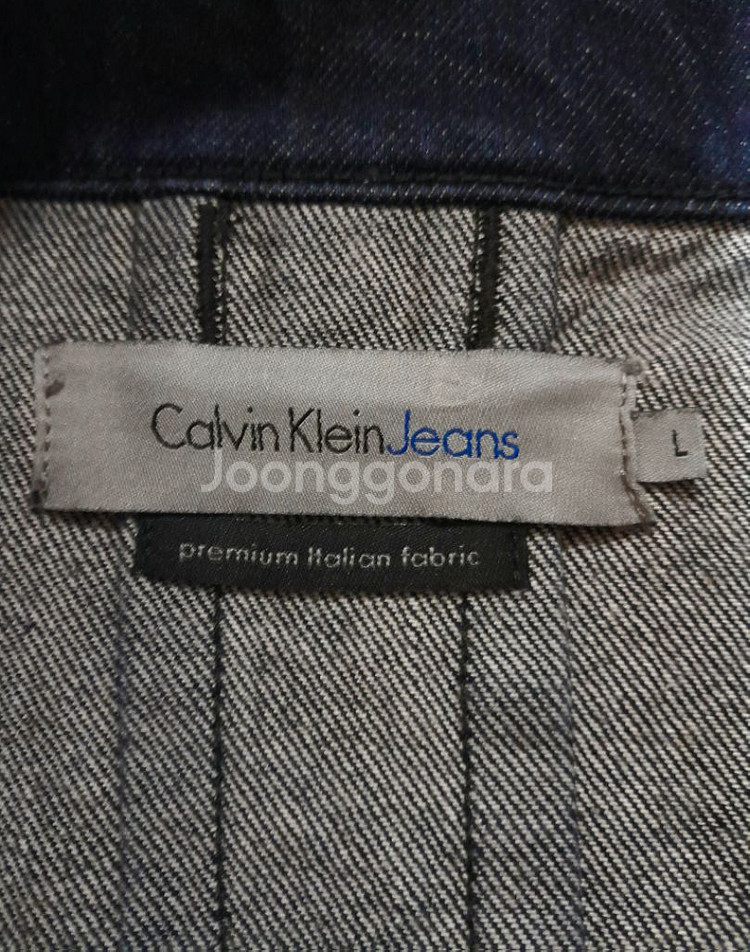 Calvin Klein Jeans
L
Joonggonara
premium Italian fabric